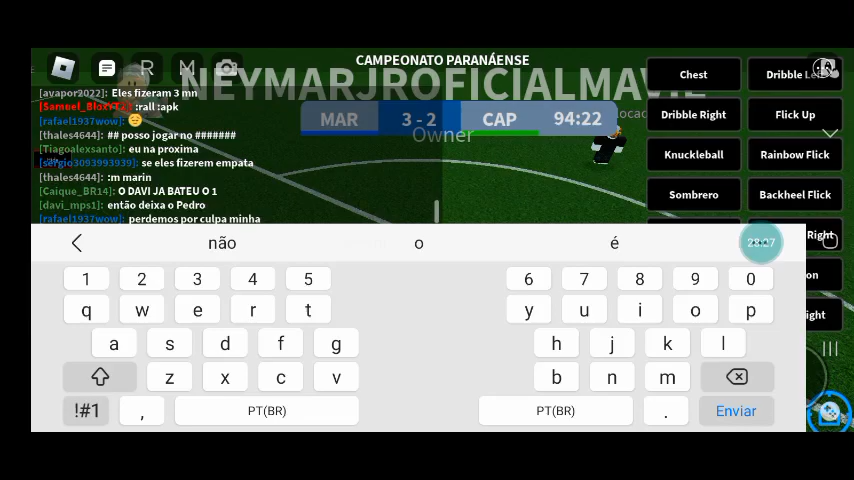 CAMPEONATO PARANÁENSE
NEYMARJROFICIALMAVIE
Owner
MAR 3 - 2 CAP 94:22
R M
[avapor2022]: Eles fizeram 3 mn
:rall :apk
[rafael1937wow]: 😔
[thales4644]: ## posso jogar no #######
[Tiagoalexsanto]: eu na proxima
[sergio3093993939]: se eles fizerem empata
[thales4644]: :m marin
[Caique_BR14]: O DAVI JA BATEU O 1
[davi_mps1]: então deixa o Pedro
[rafael1937wow]: perdemos por culpa minha
Chest
Dribble
Dribble Right
Flick Up
Knuckleball
Rainbow Flick
Sombrero
Backheel Flick
Right
não o é
28:27
1 2 3 4 5 6 7 8 9 0
q w e r t y u i o p
a s d f g h j k l
z x c v b n m
!#1 , PT(BR) PT(BR) . Enviar